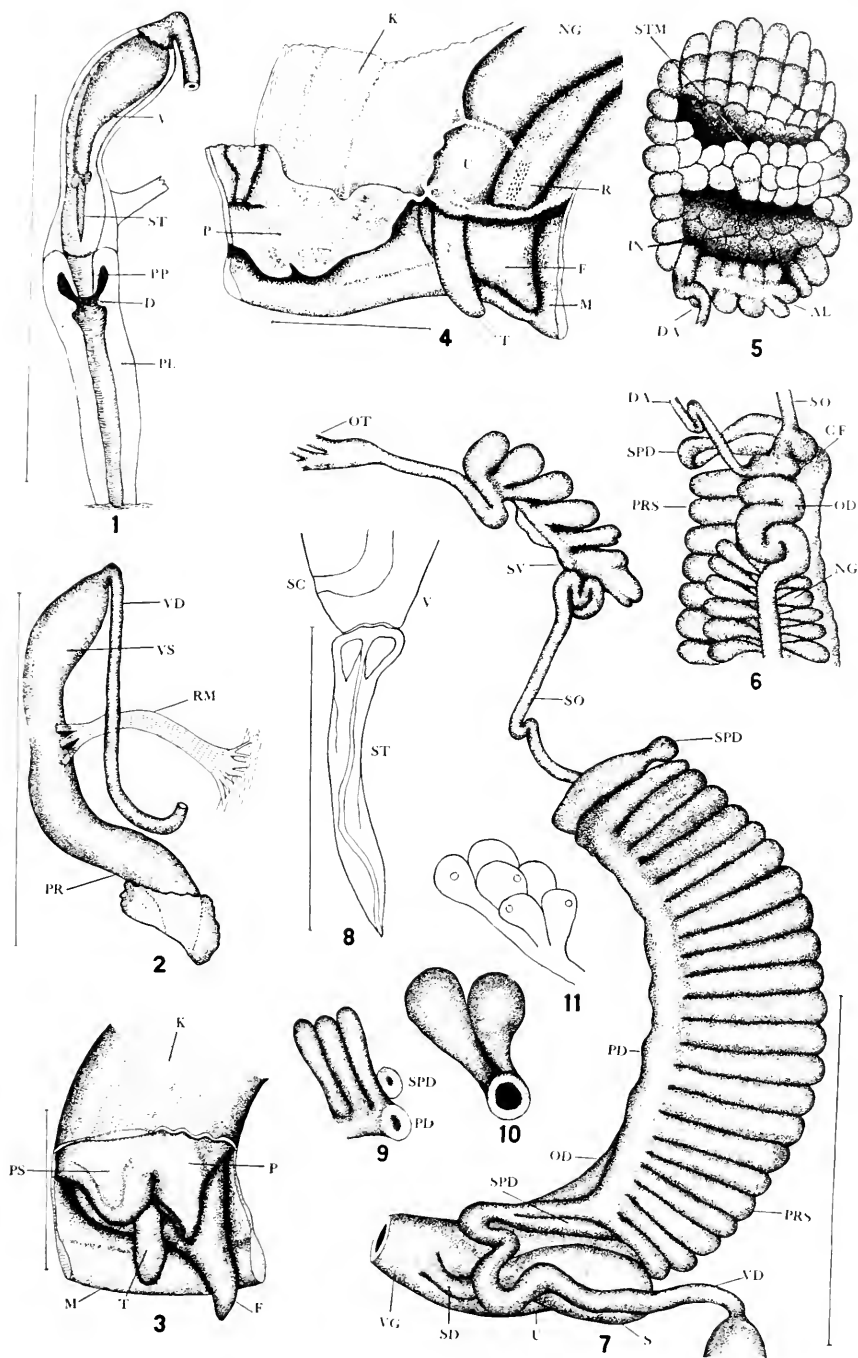 V
ST
PP
D
PL
1
K
NG
U
R
P
F
M
4
STM
IN
DA
AL
5
DA
SO
SPD
CF
PRS
OD
NG
6
VD
VS
RM
PR
2
OT
SC
V
SV
ST
SO
SPD
8
11
K
PS
P
M
T
F
3
SPD
PD
9
10
PD
OD
SPD
PRS
VG
SD
U
7
S
VD